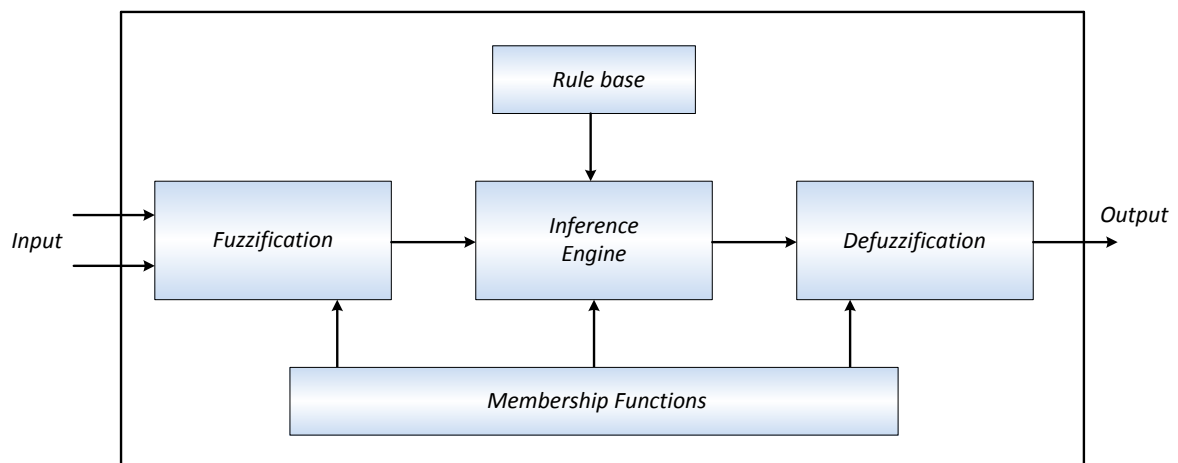 Rule base
Input
Fuzzification
Inference
Engine
Defuzzification
Output
Membership Functions